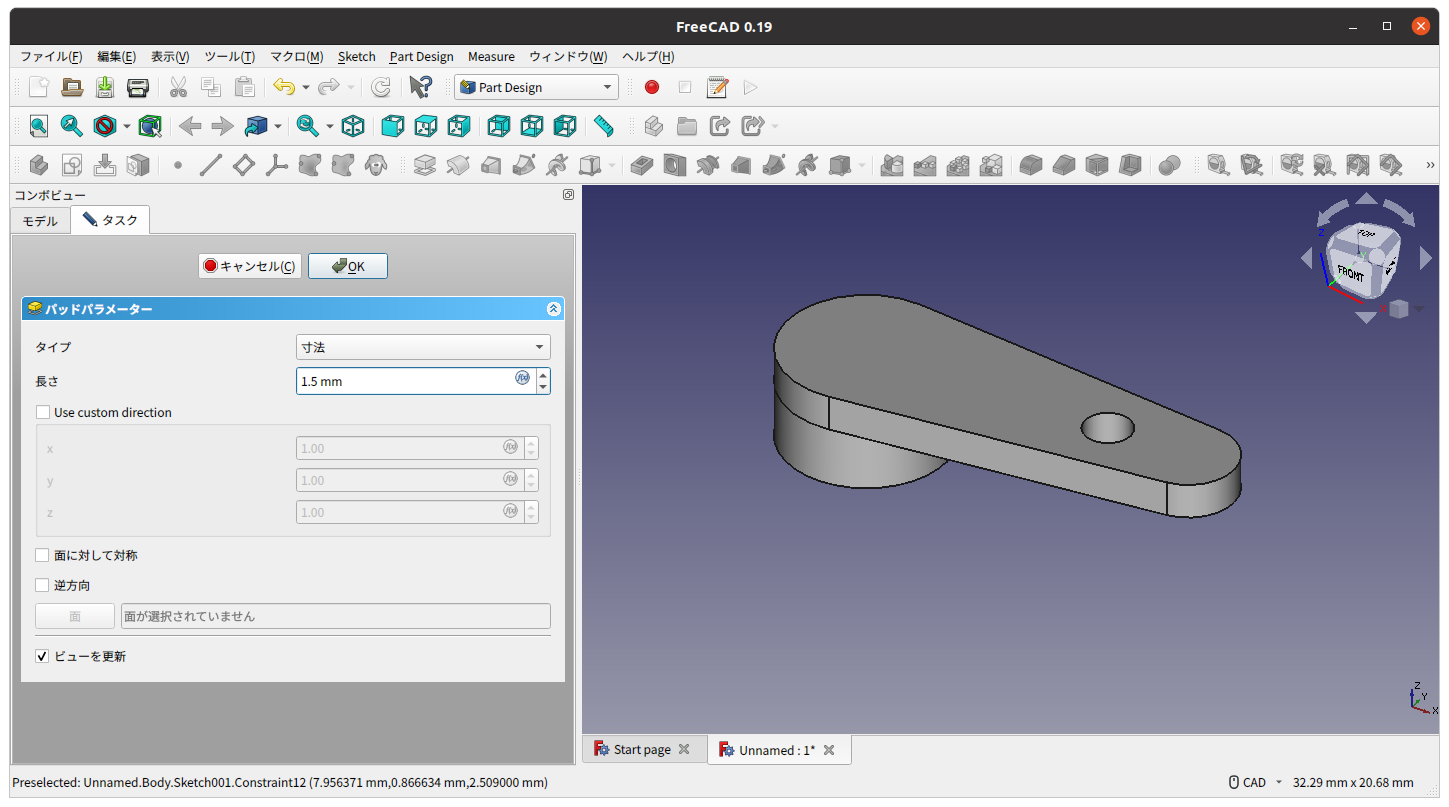 FreeCAD 0.19
ファイル(F) 編集(E) 表示(V) ツール(T) マクロ(M) Sketch Part Design Measure ウィンドウ(W) ヘルプ(H)
Part Design
»
コンボビュー
モデル タスク
キャンセル(C) OK
パッドパラメーター
タイプ 寸法
長さ 1.5 mm
Use custom direction
x 1.00
y 1.00
z 1.00
面に対して対称
逆方向
面 面が選択されていません
ビューを更新
Z
TOP
FRONT
Z
Y
X
Start page Unnamed : 1*
Preselected: Unnamed.Body.Sketch001.Constraint12 (7.956371 mm,0.866634 mm,2.509000 mm) CAD 32.29 mm x 20.68 mm